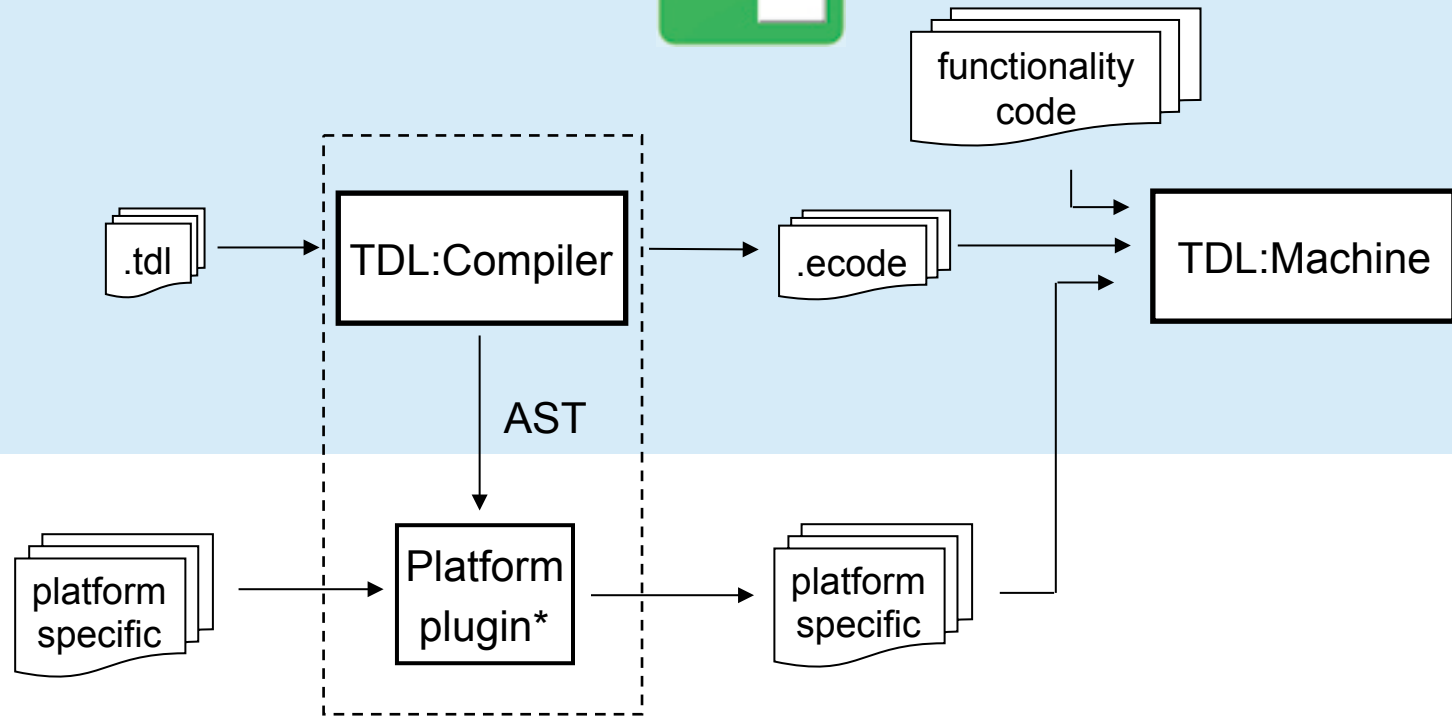 functionality
code
.tdl
TDL:Compiler
.ecode
TDL:Machine
AST
platform
specific
Platform
plugin*
platform
specific